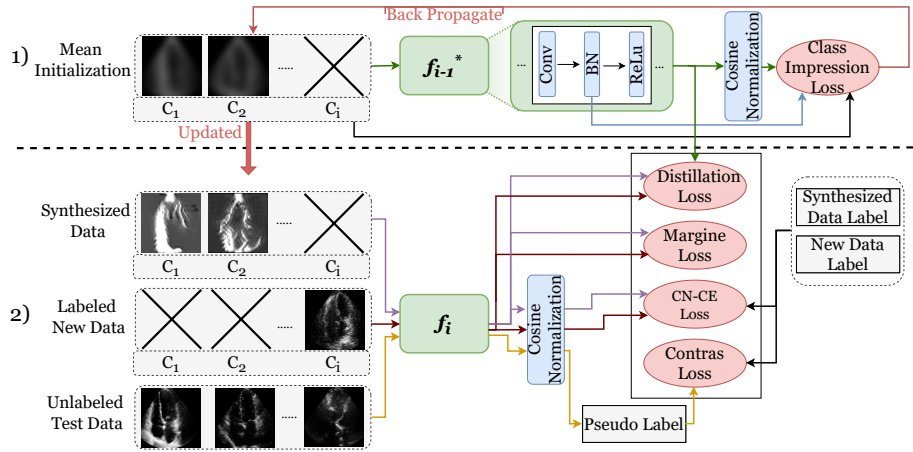 Back Propagate
1)
Mean
Initialization
.....
C1
C2
Ci
fi-1*
...
Conv
BN
ReLu
...
Cosine
Normalization
Class
Impression
Loss
Updated
2)
Synthesized
Data
.....
C1
C2
Ci
Labeled
New Data
.....
C1
C2
Ci
Unlabeled
Test Data
.....
fi
Cosine
Normalization
Pseudo Label
Distillation
Loss
Margine
Loss
CN-CE
Loss
Contras
Loss
Synthesized
Data Label
New Data
Label